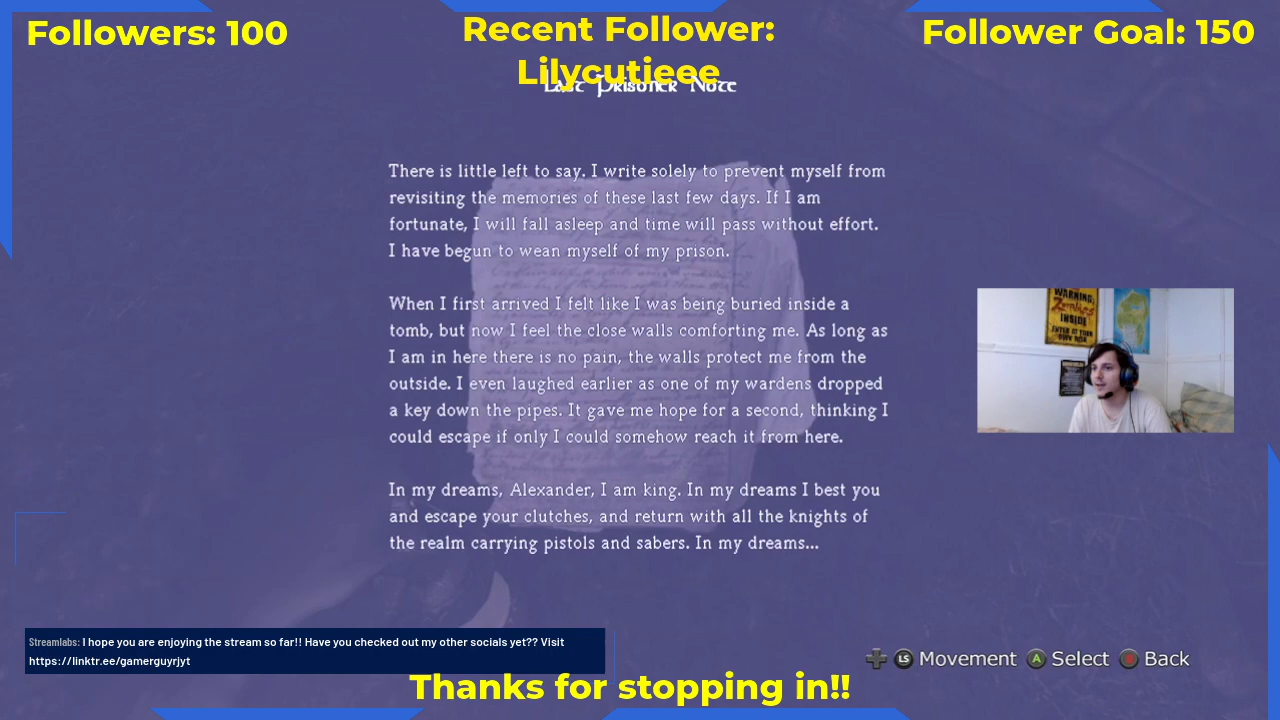 Followers: 100
Recent Follower:
Lilycutieee
Follower Goal: 150
Last Prisoner Note
There is little left to say. I write solely to prevent myself from
revisiting the memories of these last few days. If I am
fortunate, I will fall asleep and time will pass without effort.
I have begun to wean myself of my prison.
When I first arrived I felt like I was being buried inside a
tomb, but now I feel the close walls comforting me. As long as
I am in here there is no pain, the walls protect me from the
outside. I even laughed earlier as one of my wardens dropped
a key down the pipes. It gave me hope for a second, thinking I
could escape if only I could somehow reach it from here.
In my dreams, Alexander, I am king. In my dreams I best you
and escape your clutches, and return with all the knights of
the realm carrying pistols and sabers. In my dreams...
WARNING:
Zombies
INSIDE
Streamlabs: I hope you are enjoying the stream so far!! Have you checked out my other socials yet?? Visit
https://linktr.ee/gamerguyrjyt
LS Movement A Select B Back
Thanks for stopping in!!